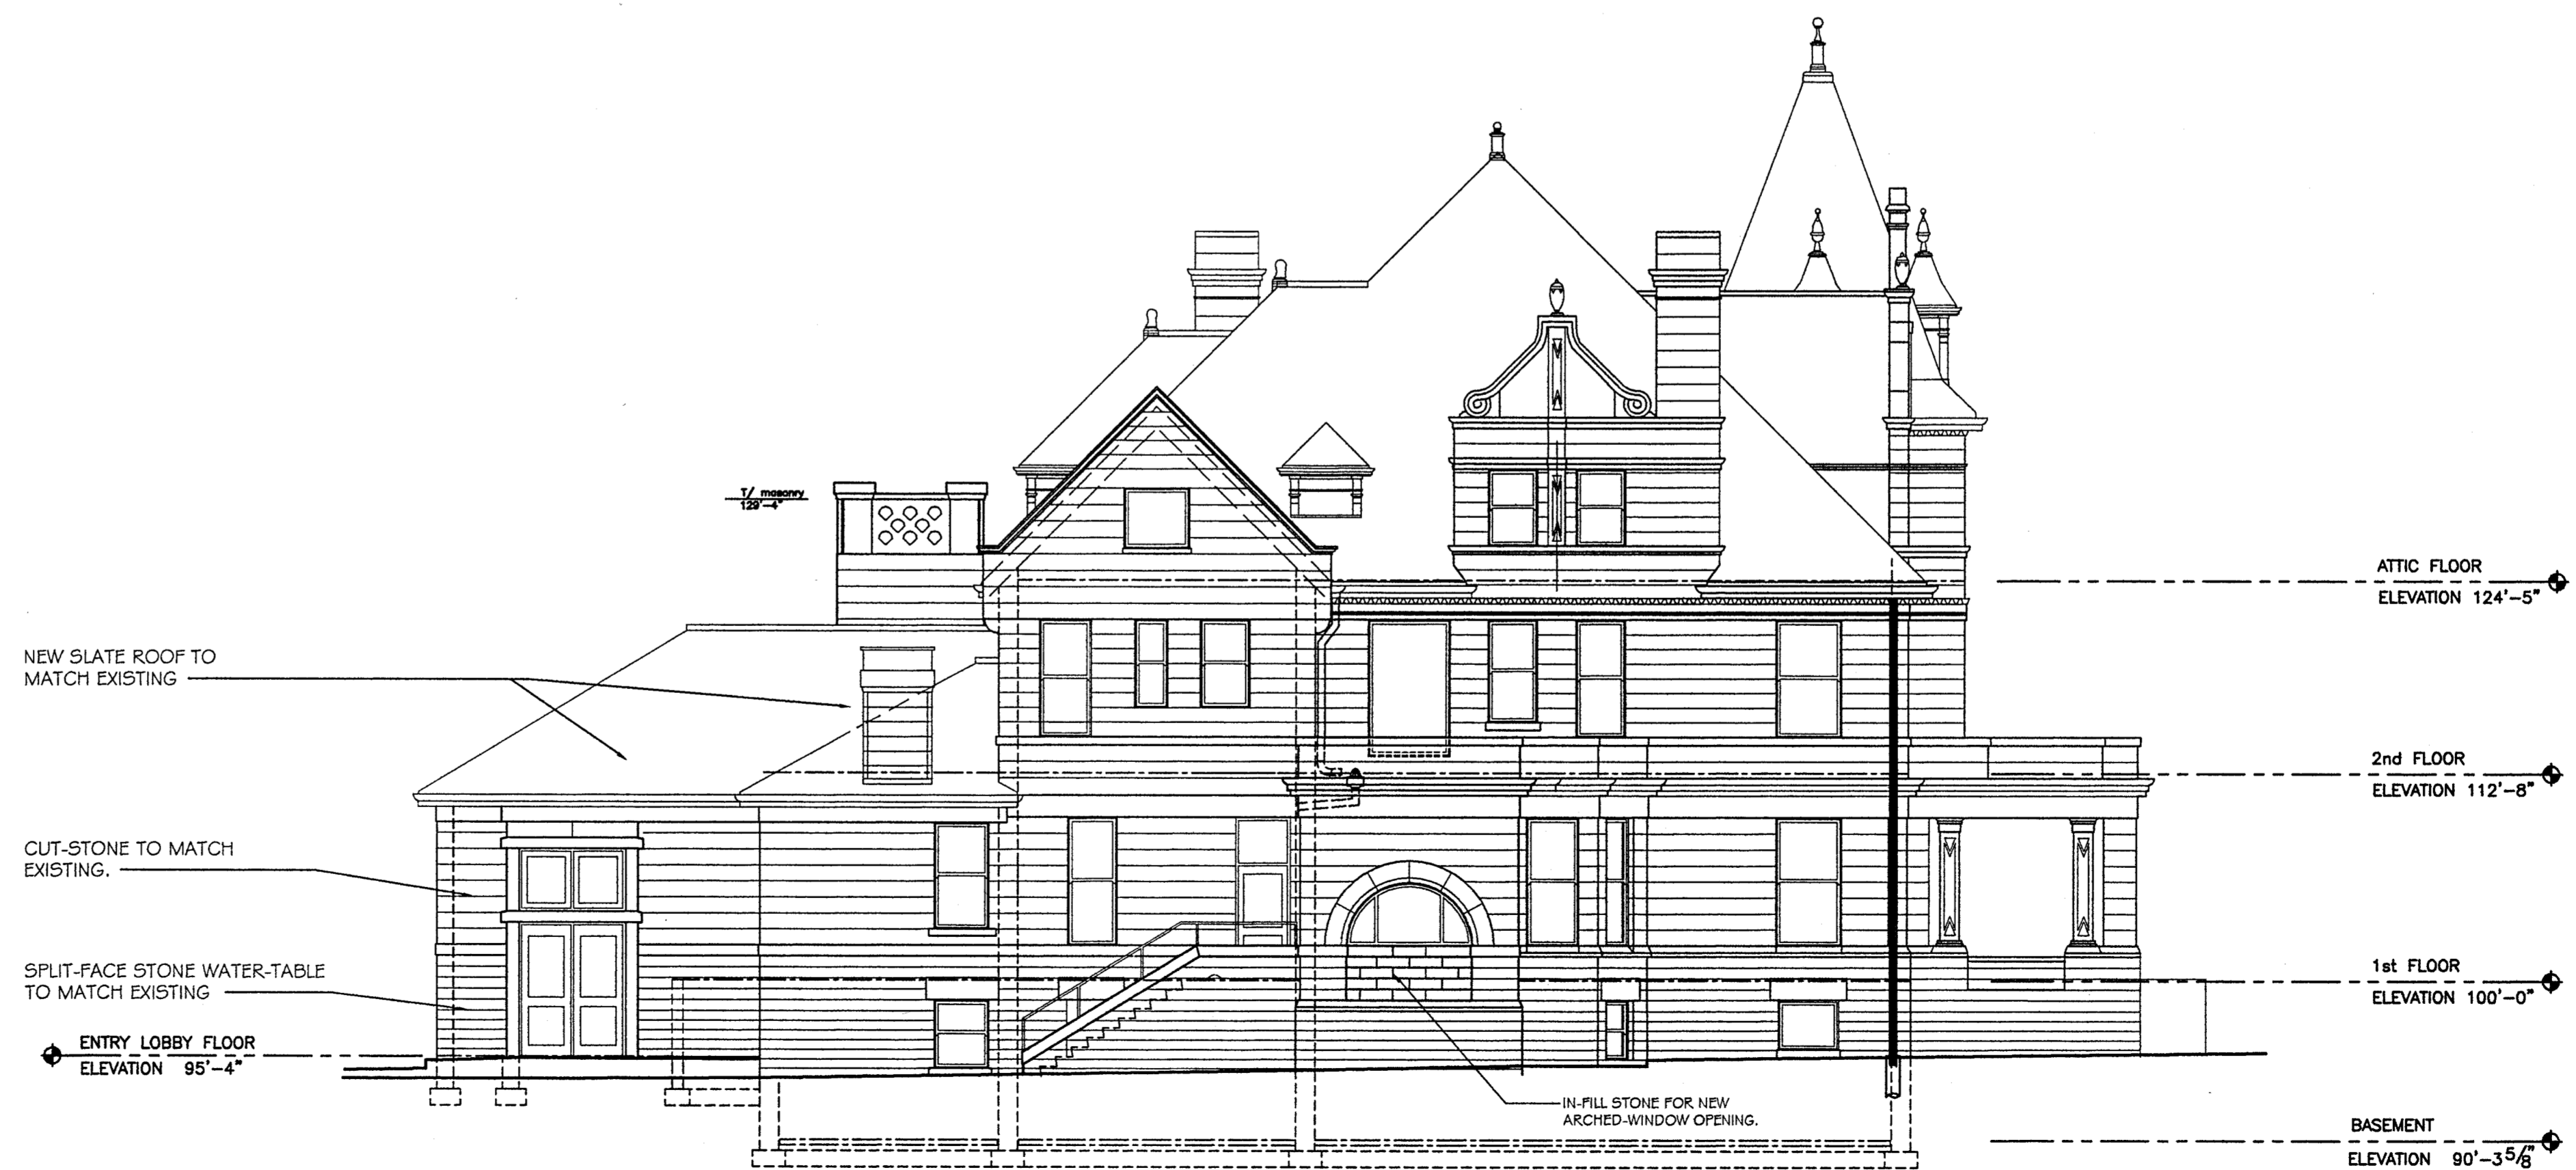 T/ masonry
129'-4"
ATTIC FLOOR
ELEVATION 124'-5"
NEW SLATE ROOF TO
MATCH EXISTING
2nd FLOOR
ELEVATION 112'-8"
CUT-STONE TO MATCH
EXISTING.
SPLIT-FACE STONE WATER-TABLE
TO MATCH EXISTING
1st FLOOR
ELEVATION 100'-0"
ENTRY LOBBY FLOOR
ELEVATION 95'-4"
IN-FILL STONE FOR NEW
ARCHED-WINDOW OPENING.
BASEMENT
ELEVATION 90'-3 5/8"